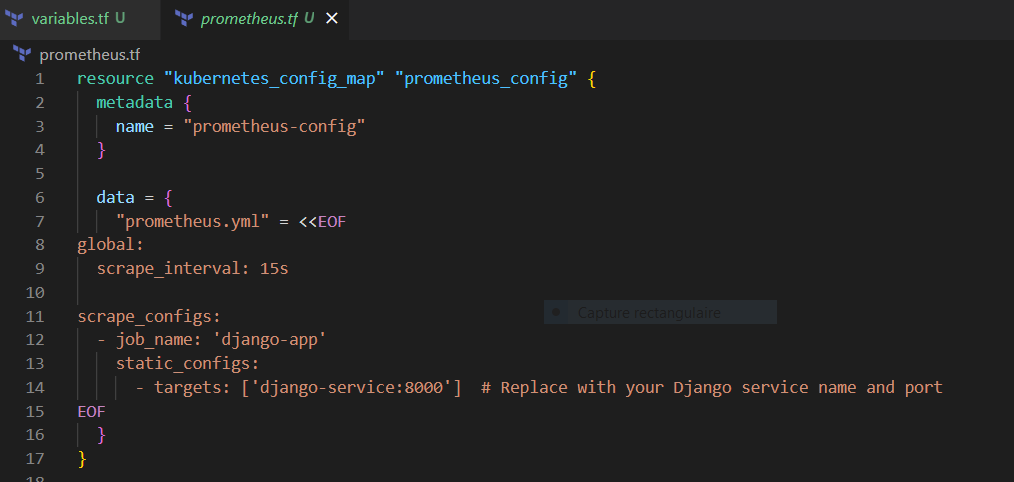 variables.tf U prometheus.tf U
prometheus.tf
1 resource "kubernetes_config_map" "prometheus_config" {
2   metadata {
3     name = "prometheus-config"
4   }
5
6   data = {
7     "prometheus.yml" = <<EOF
8 global:
9   scrape_interval: 15s
10
11 scrape_configs:
Capture rectangulaire
12   - job_name: 'django-app'
13     static_configs:
14       - targets: ['django-service:8000']  # Replace with your Django service name and port
15 EOF
16   }
17 }
18